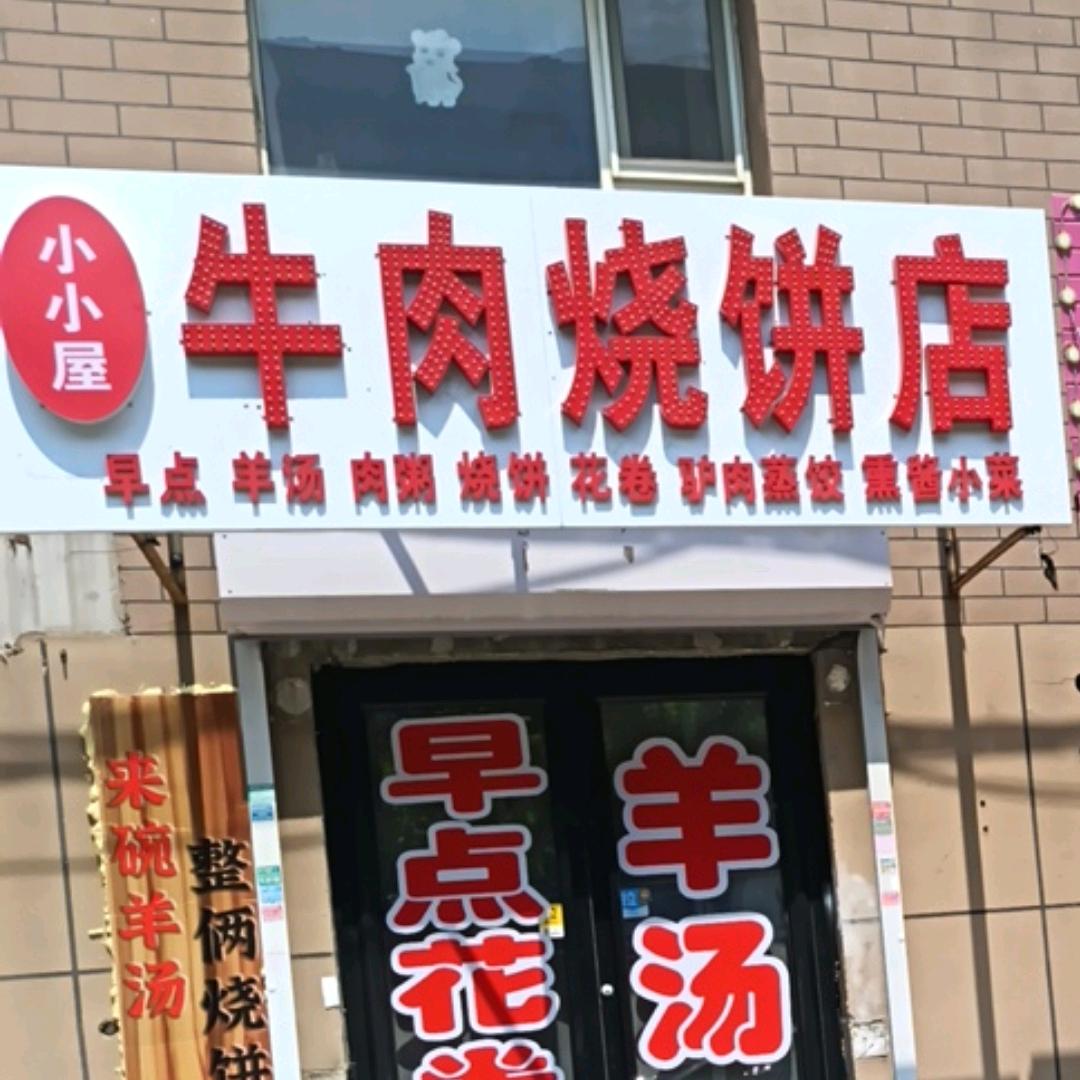 小小屋
牛肉烧饼店
早点 羊汤 肉粥 烧饼 花卷 驴肉蒸饺 熏酱小菜
来碗羊汤
整俩烧饼
早点花卷
羊汤